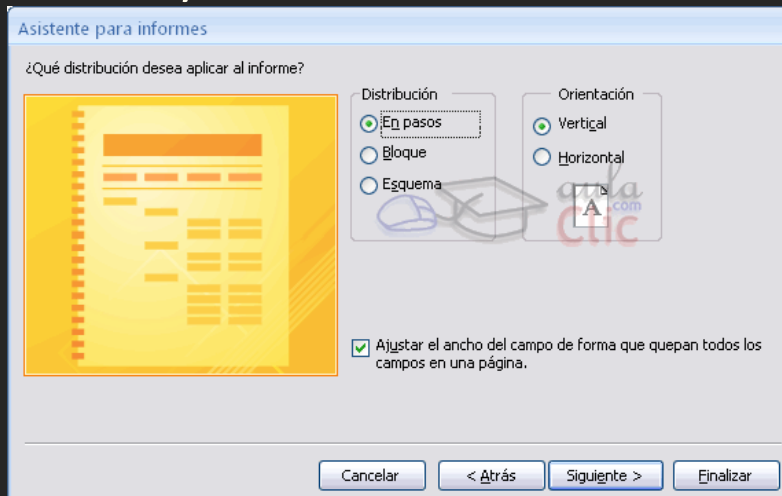 Asistente para informes
¿Qué distribución desea aplicar al informe?
Distribución
En pasos
Bloque
Esquema
Orientación
Vertical
Horizontal
A
aula
.com
Clic
Ajustar el ancho del campo de forma que quepan todos los
campos en una página.
Cancelar
< Atrás
Siguiente >
Finalizar